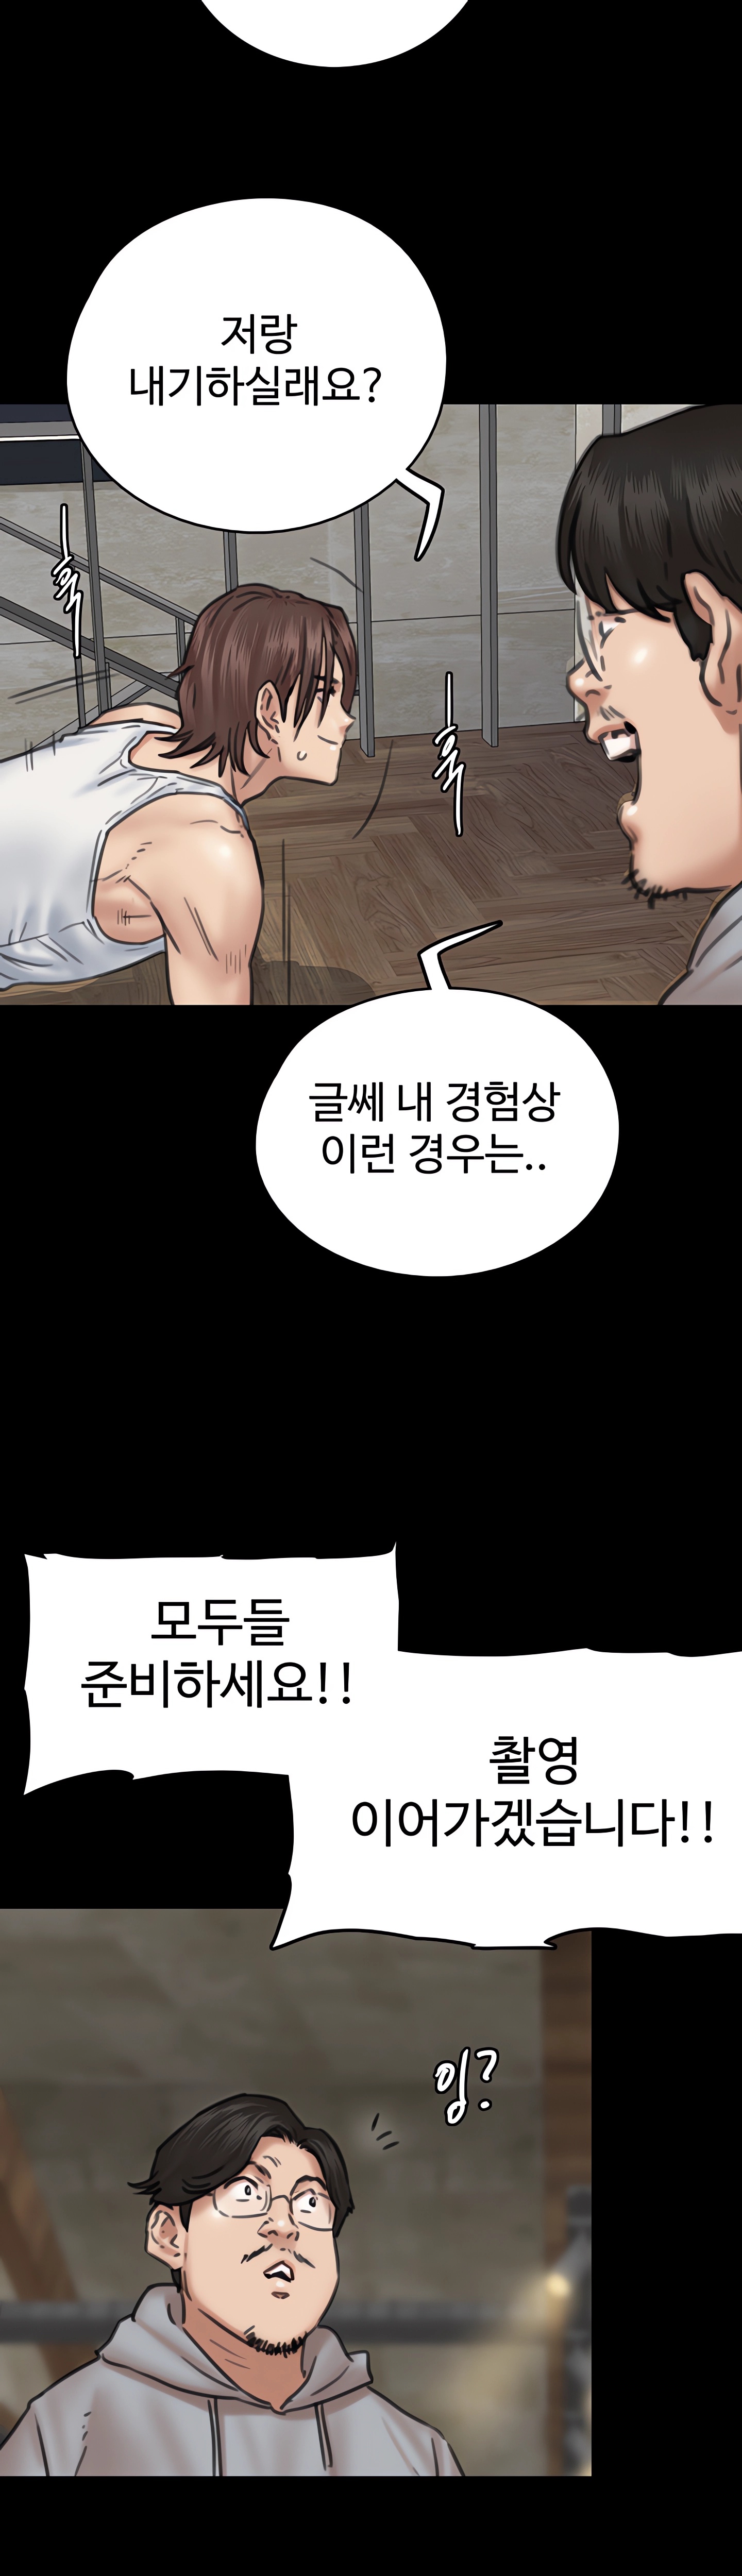 저랑
내기하실래요?
훅
훅
글쎄 내 경험상
이런 경우는..
모두들
준비하세요!!
촬영
이어가겠습니다!!
잉?